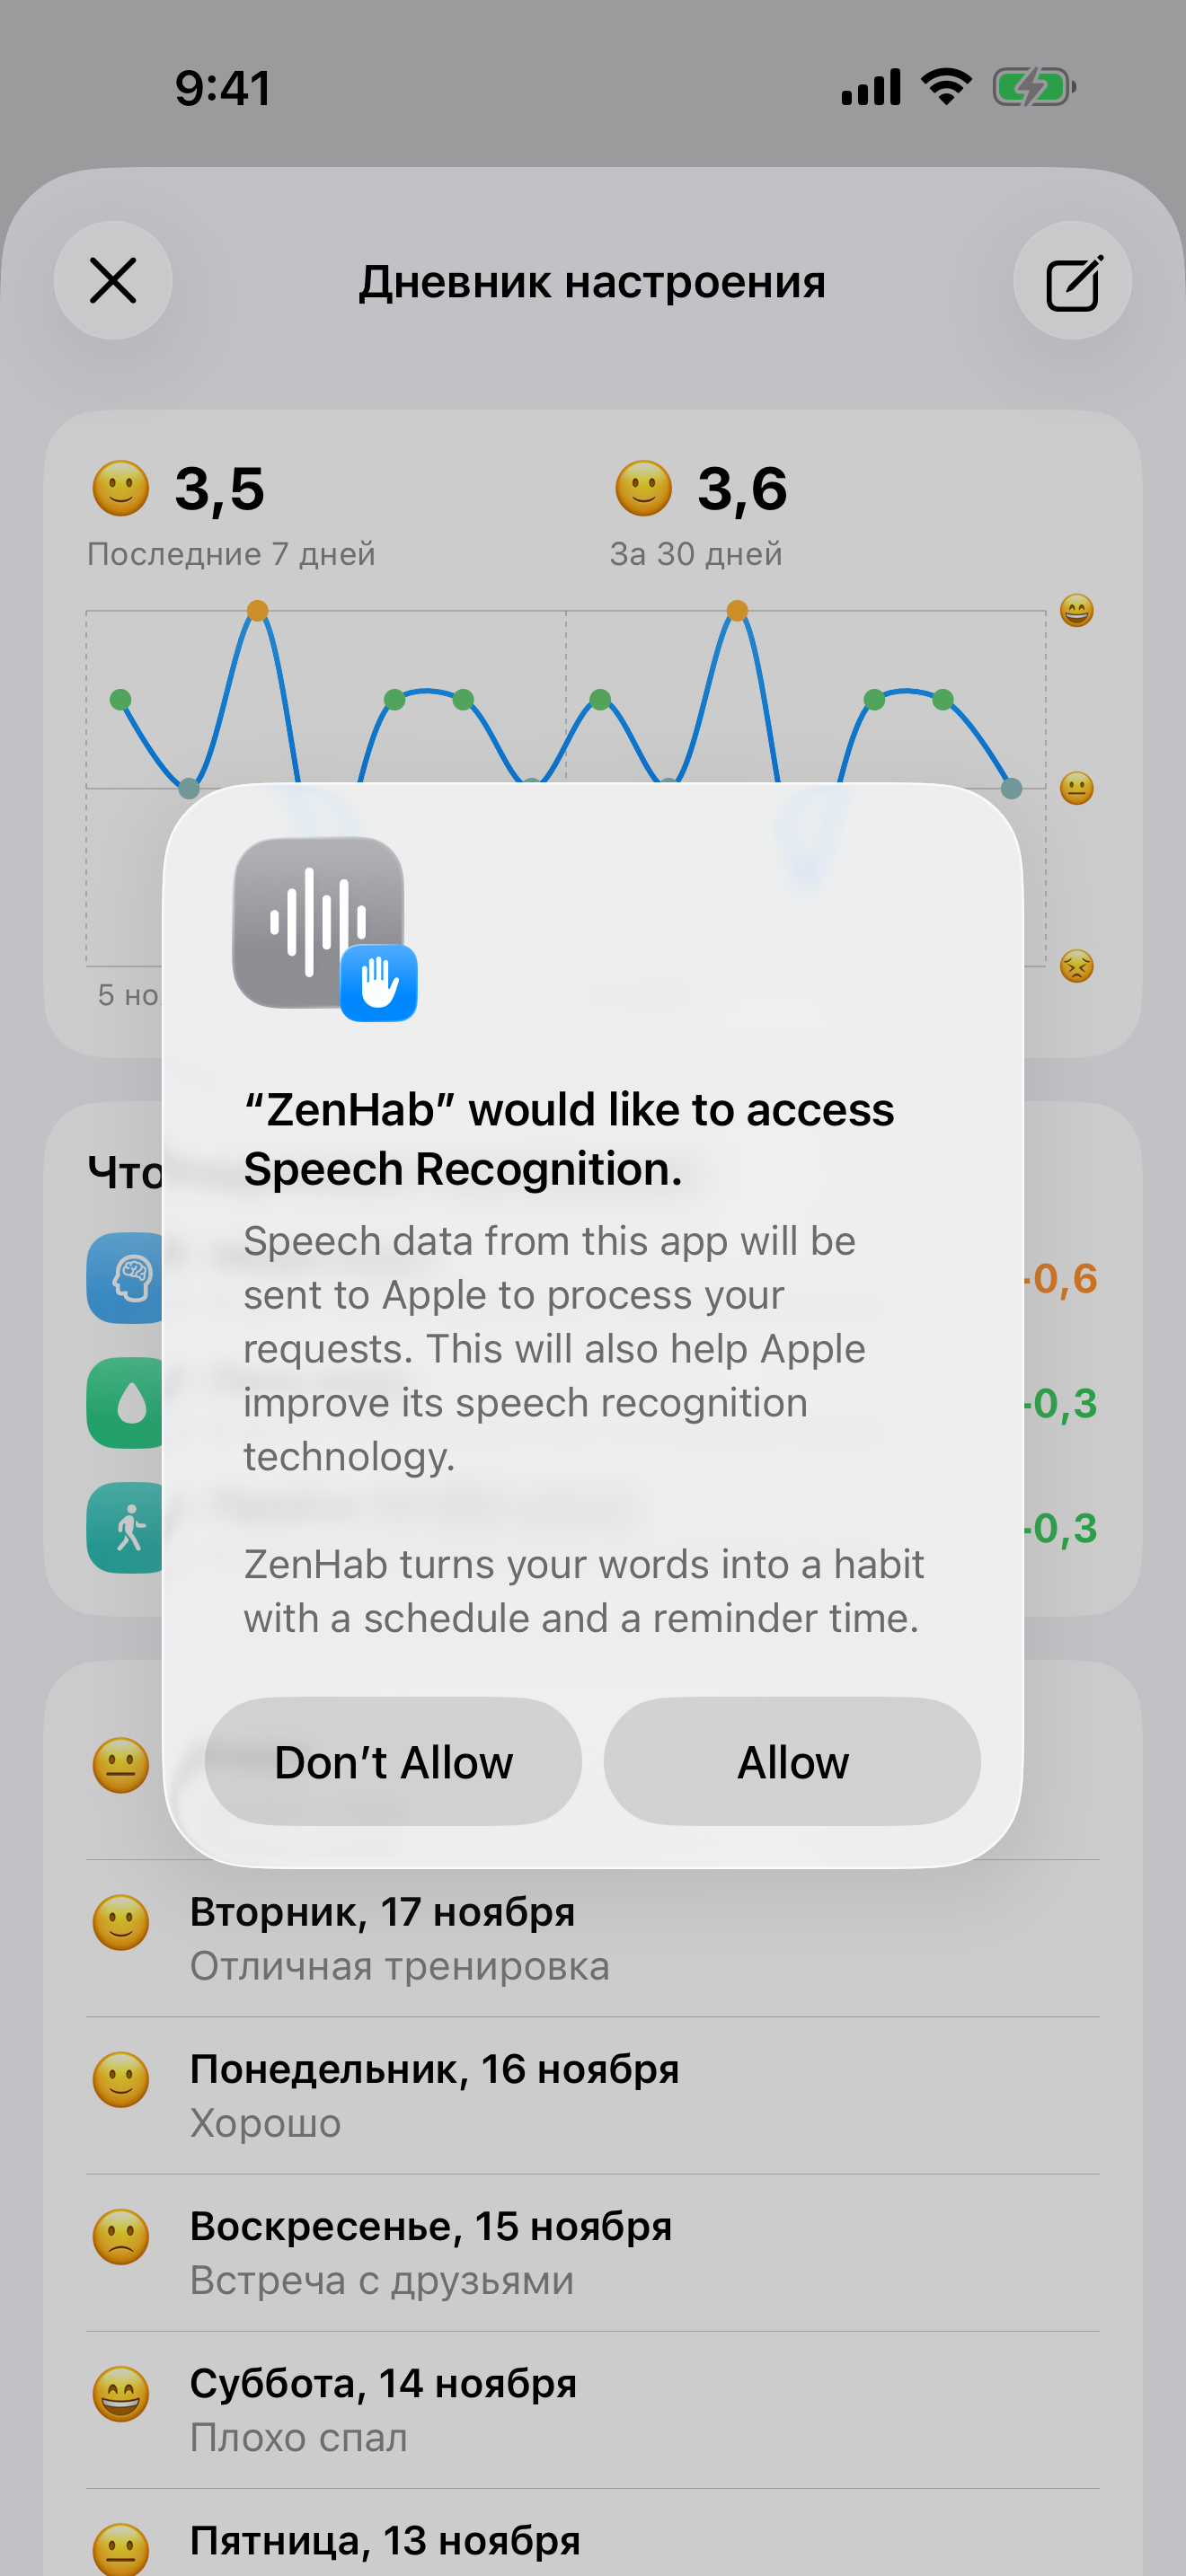 9:41
Дневник настроения
3,5
3,6
Последние 7 дней
За 30 дней
5 но
“ZenHab” would like to access
Speech Recognition.
Что
Speech data from this app will be
sent to Apple to process your
requests. This will also help Apple
improve its speech recognition
technology.
0,6
0,3
0,3
ZenHab turns your words into a habit
with a schedule and a reminder time.
Don’t Allow
Allow
Вторник, 17 ноября
Отличная тренировка
Понедельник, 16 ноября
Хорошо
Воскресенье, 15 ноября
Встреча с друзьями
Суббота, 14 ноября
Плохо спал
Пятница, 13 ноября